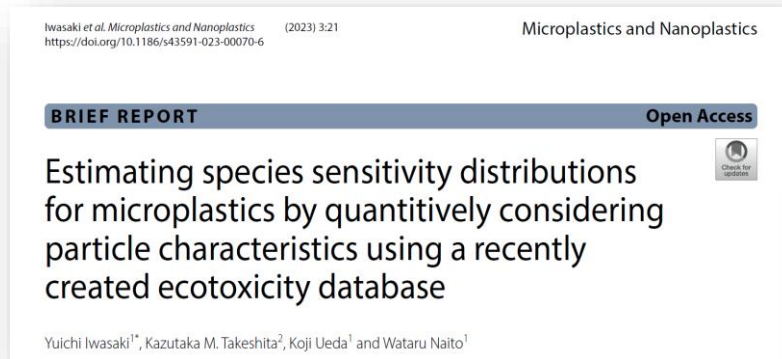 Iwasaki et al. Microplastics and Nanoplastics (2023) 3:21 Microplastics and Nanoplastics
https://doi.org/10.1186/s43591-023-00070-6
BRIEF REPORT Open Access
Check for
updates
Estimating species sensitivity distributions
for microplastics by quantitively considering
particle characteristics using a recently
created ecotoxicity database
Yuichi Iwasaki1*, Kazutaka M. Takeshita2, Koji Ueda1 and Wataru Naito1